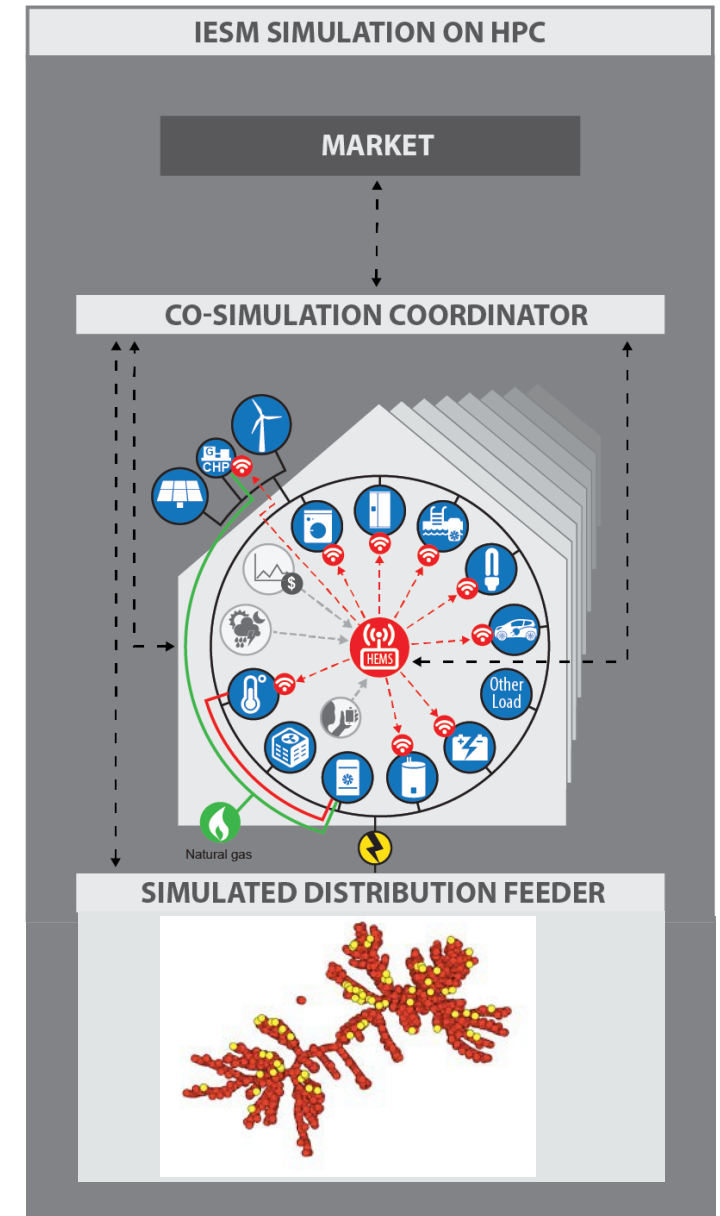 IESM SIMULATION ON HPC
MARKET
CO-SIMULATION COORDINATOR
G
CHP
$
HEMS
Other
Load
Natural gas
SIMULATED DISTRIBUTION FEEDER